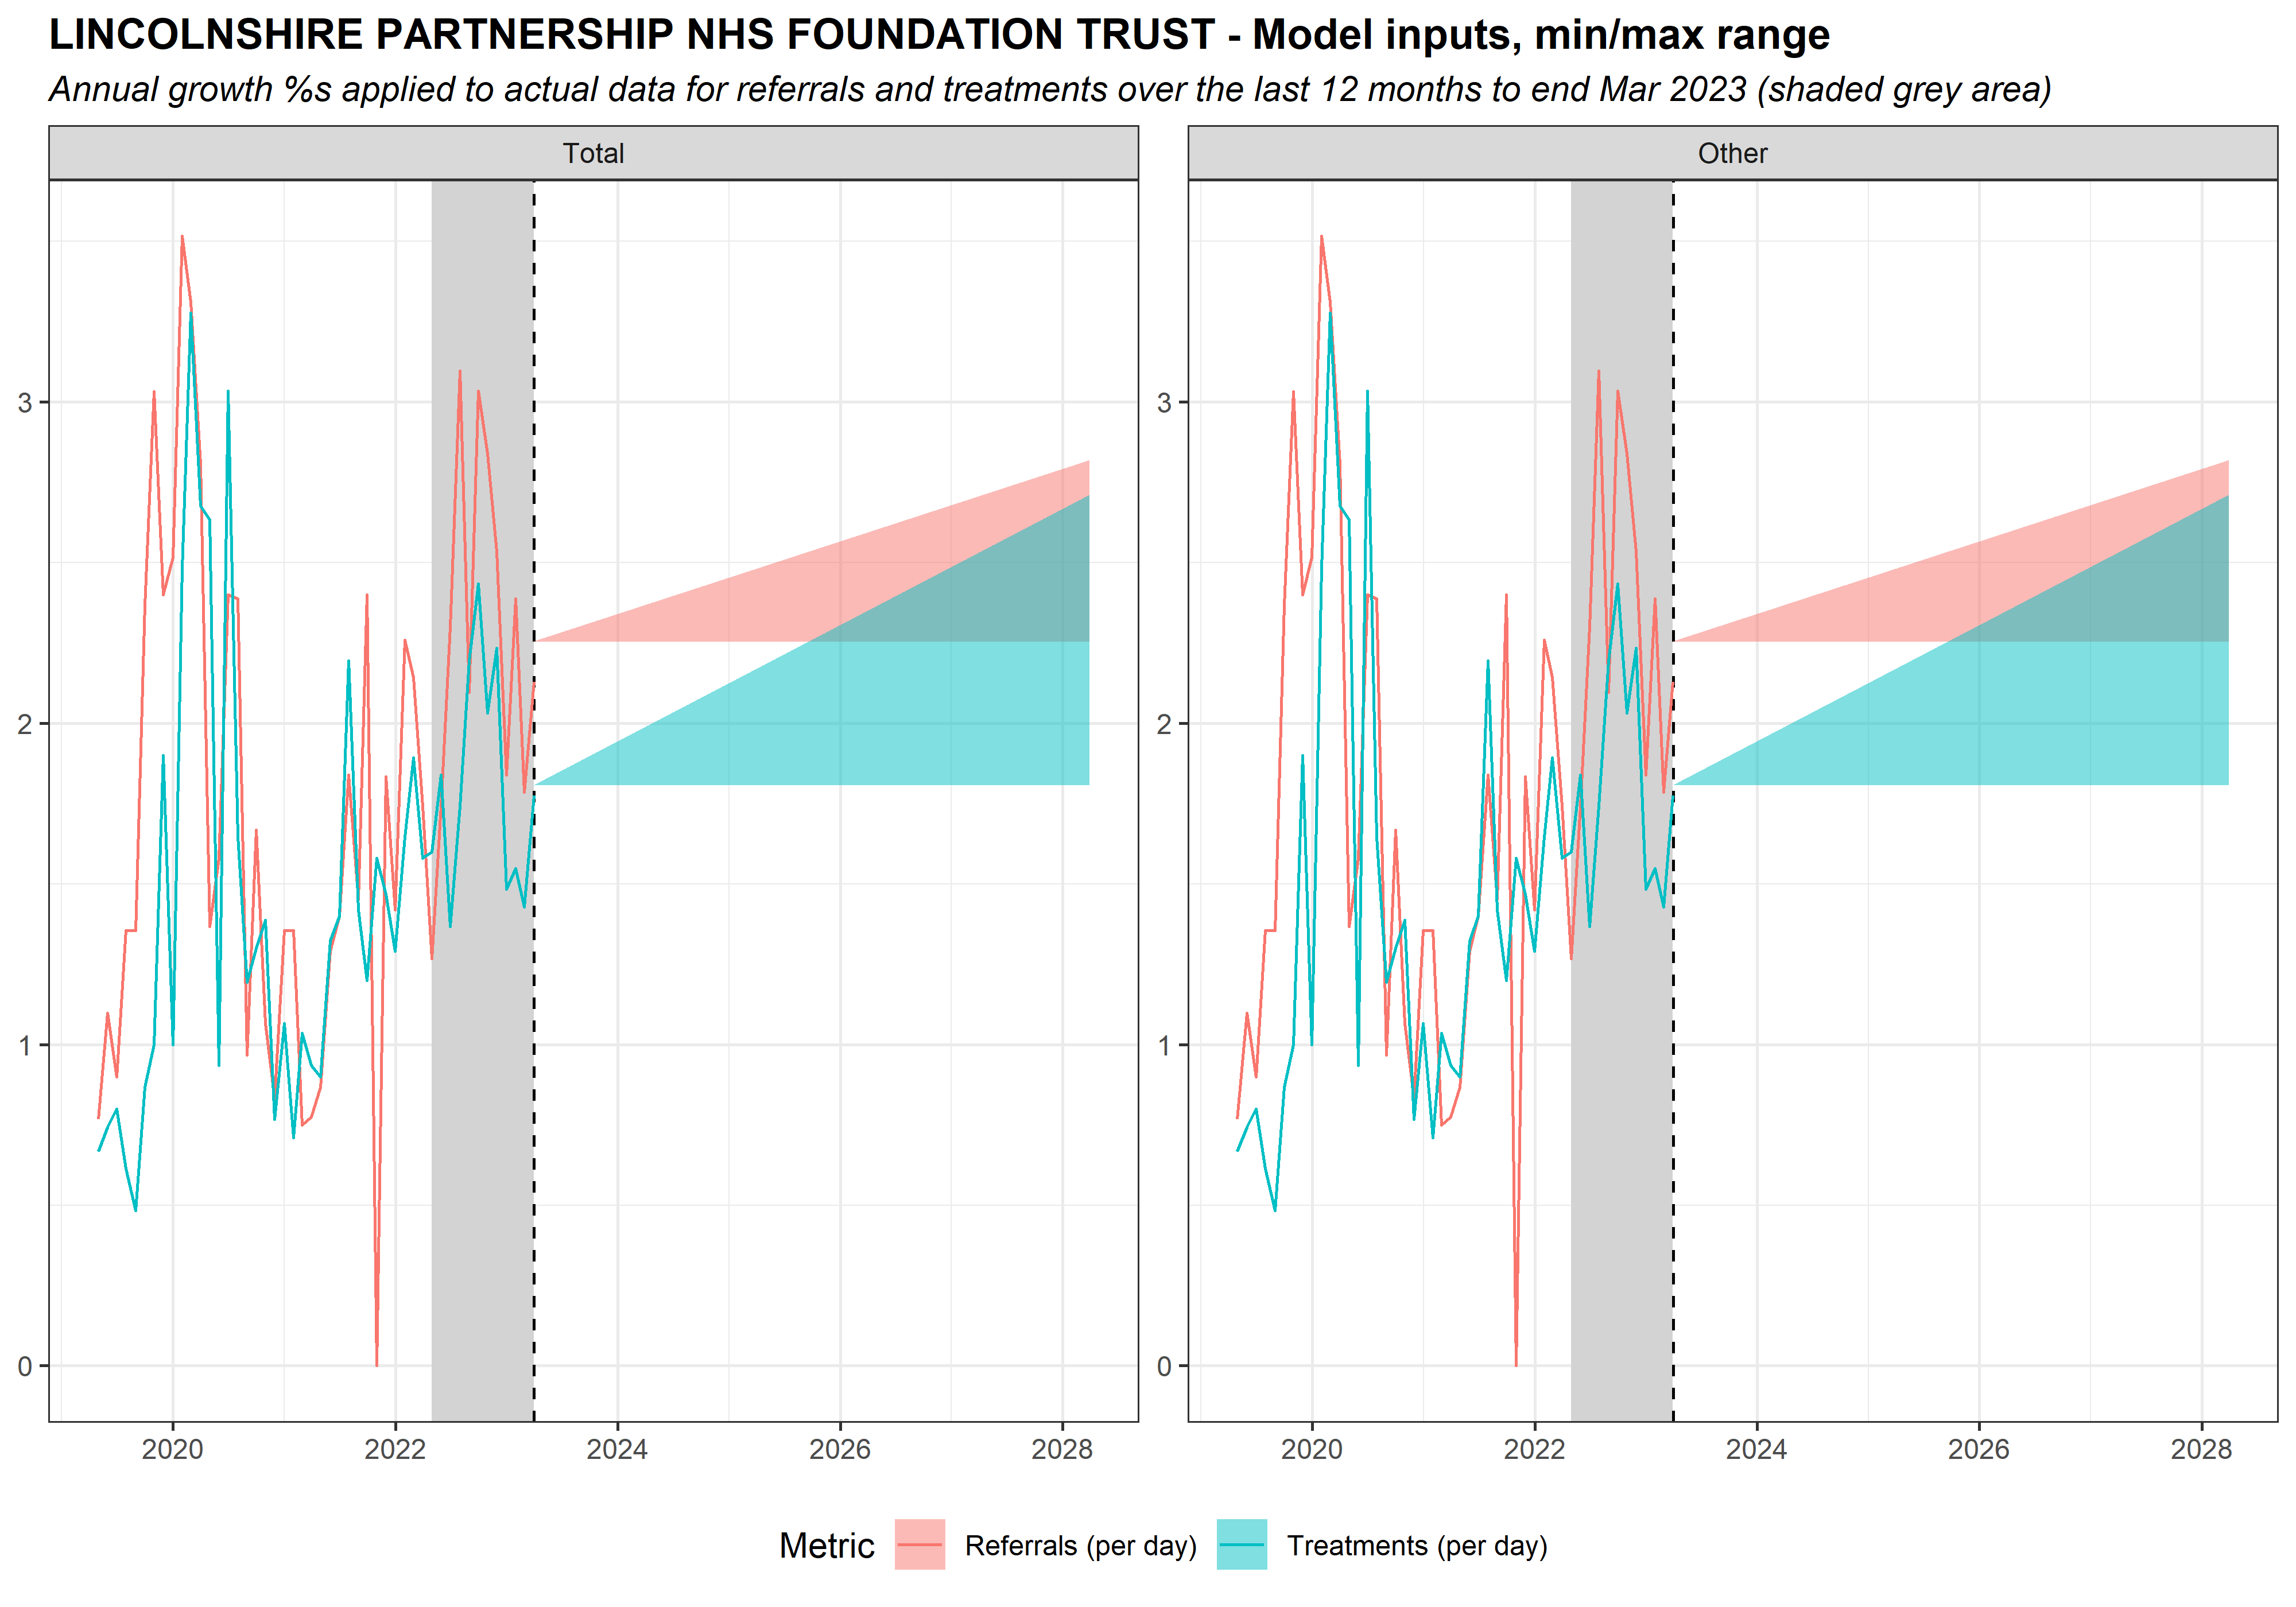 LINCOLNSHIRE PARTNERSHIP NHS FOUNDATION TRUST - Model inputs, min/max range
Annual growth %s applied to actual data for referrals and treatments over the last 12 months to end Mar 2023 (shaded grey area)
Total
Other
3
2
1
0
3
2
1
0
2020
2022
2024
2026
2028
2020
2022
2024
2026
2028
Metric
Referrals (per day)
Treatments (per day)